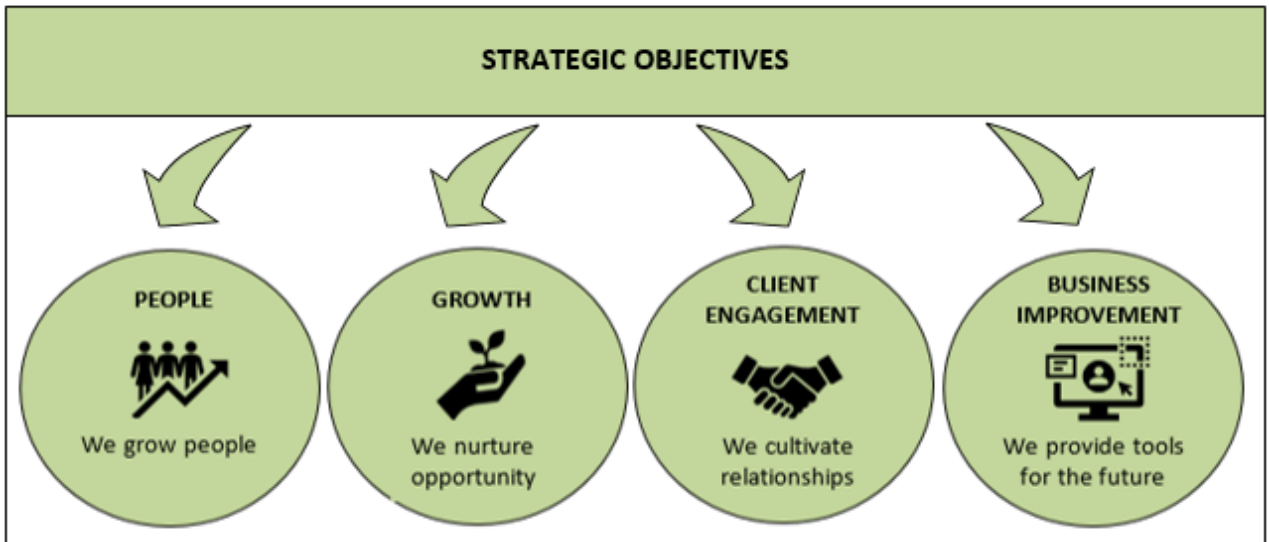 STRATEGIC OBJECTIVES
PEOPLE
We grow people
GROWTH
We nurture
opportunity
CLIENT
ENGAGEMENT
We cultivate
relationships
BUSINESS
IMPROVEMENT
We provide tools
for the future